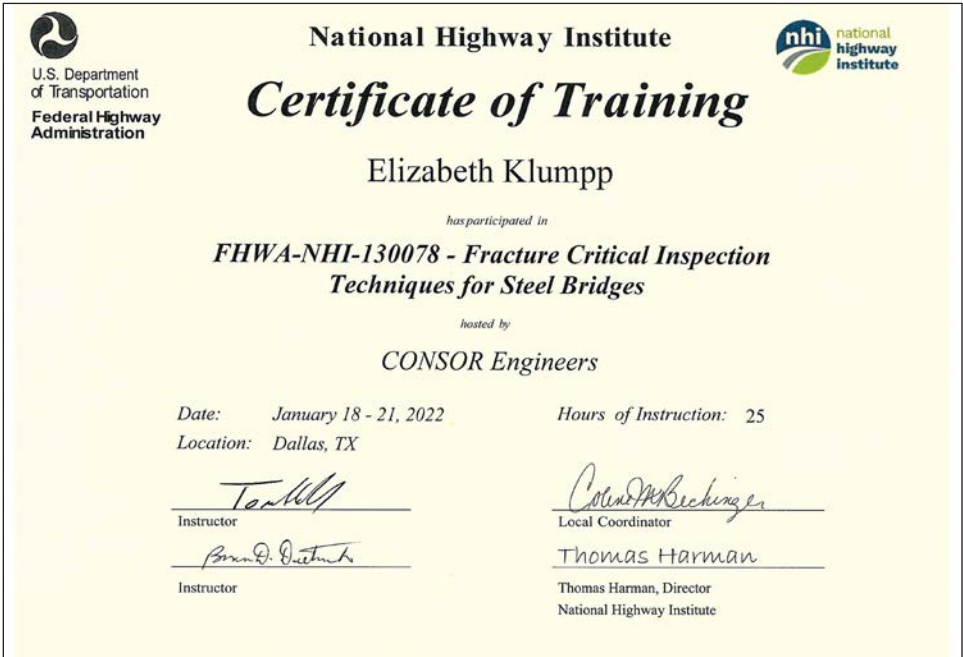 National Highway Institute
nhi national
highway
institute
U.S. Department
of Transportation
Federal Highway
Administration
Certificate of Training
Elizabeth Klumpp
has participated in
FHWA-NHI-130078 - Fracture Critical Inspection
Techniques for Steel Bridges
hosted by
CONSOR Engineers
Date: January 18 - 21, 2022
Hours of Instruction: 25
Location: Dallas, TX
Instructor
Local Coordinator
Thomas Harman
Instructor
Thomas Harman, Director
National Highway Institute